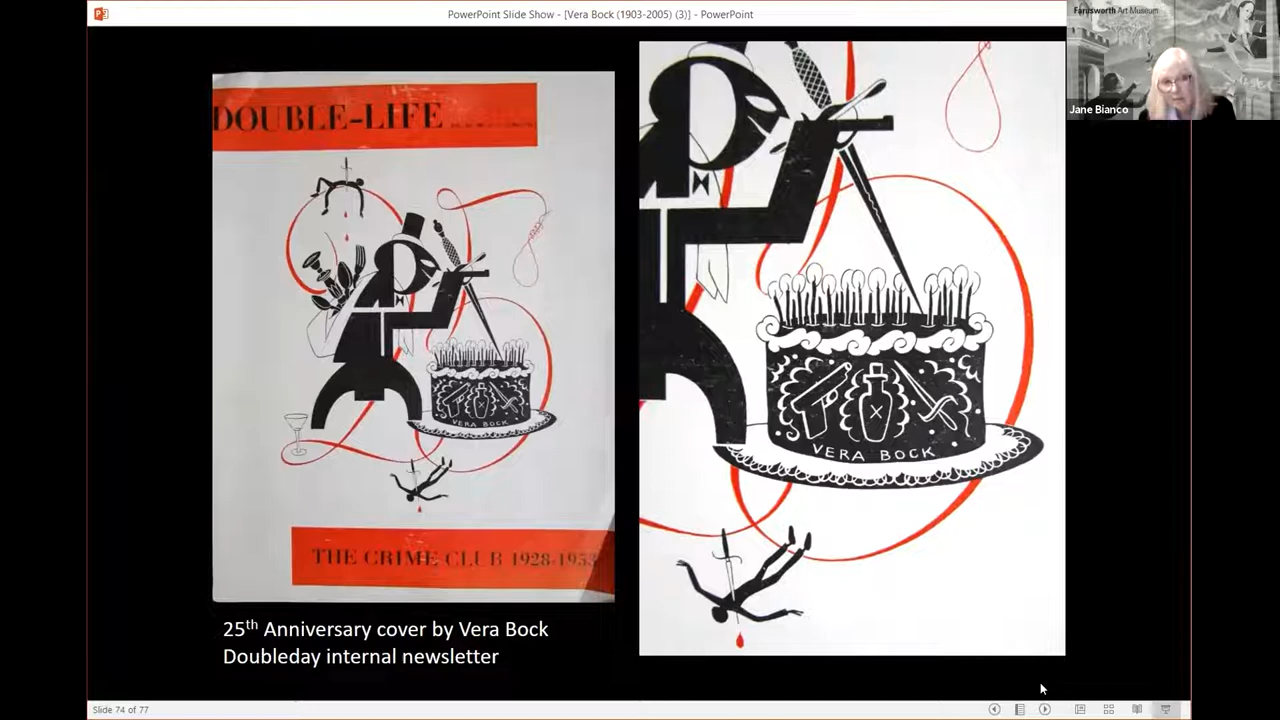 PowerPoint Slide Show - [Vera Bock (1903-2005) (3)] - PowerPoint
Farnsworth Art Museum
Jane Bianco
DOUBLE-LIFE
VERA BOCK
VERA BOCK
THE CRIME CLUB 1928-1953
25th Anniversary cover by Vera Bock
Doubleday internal newsletter
Slide 74 of 77